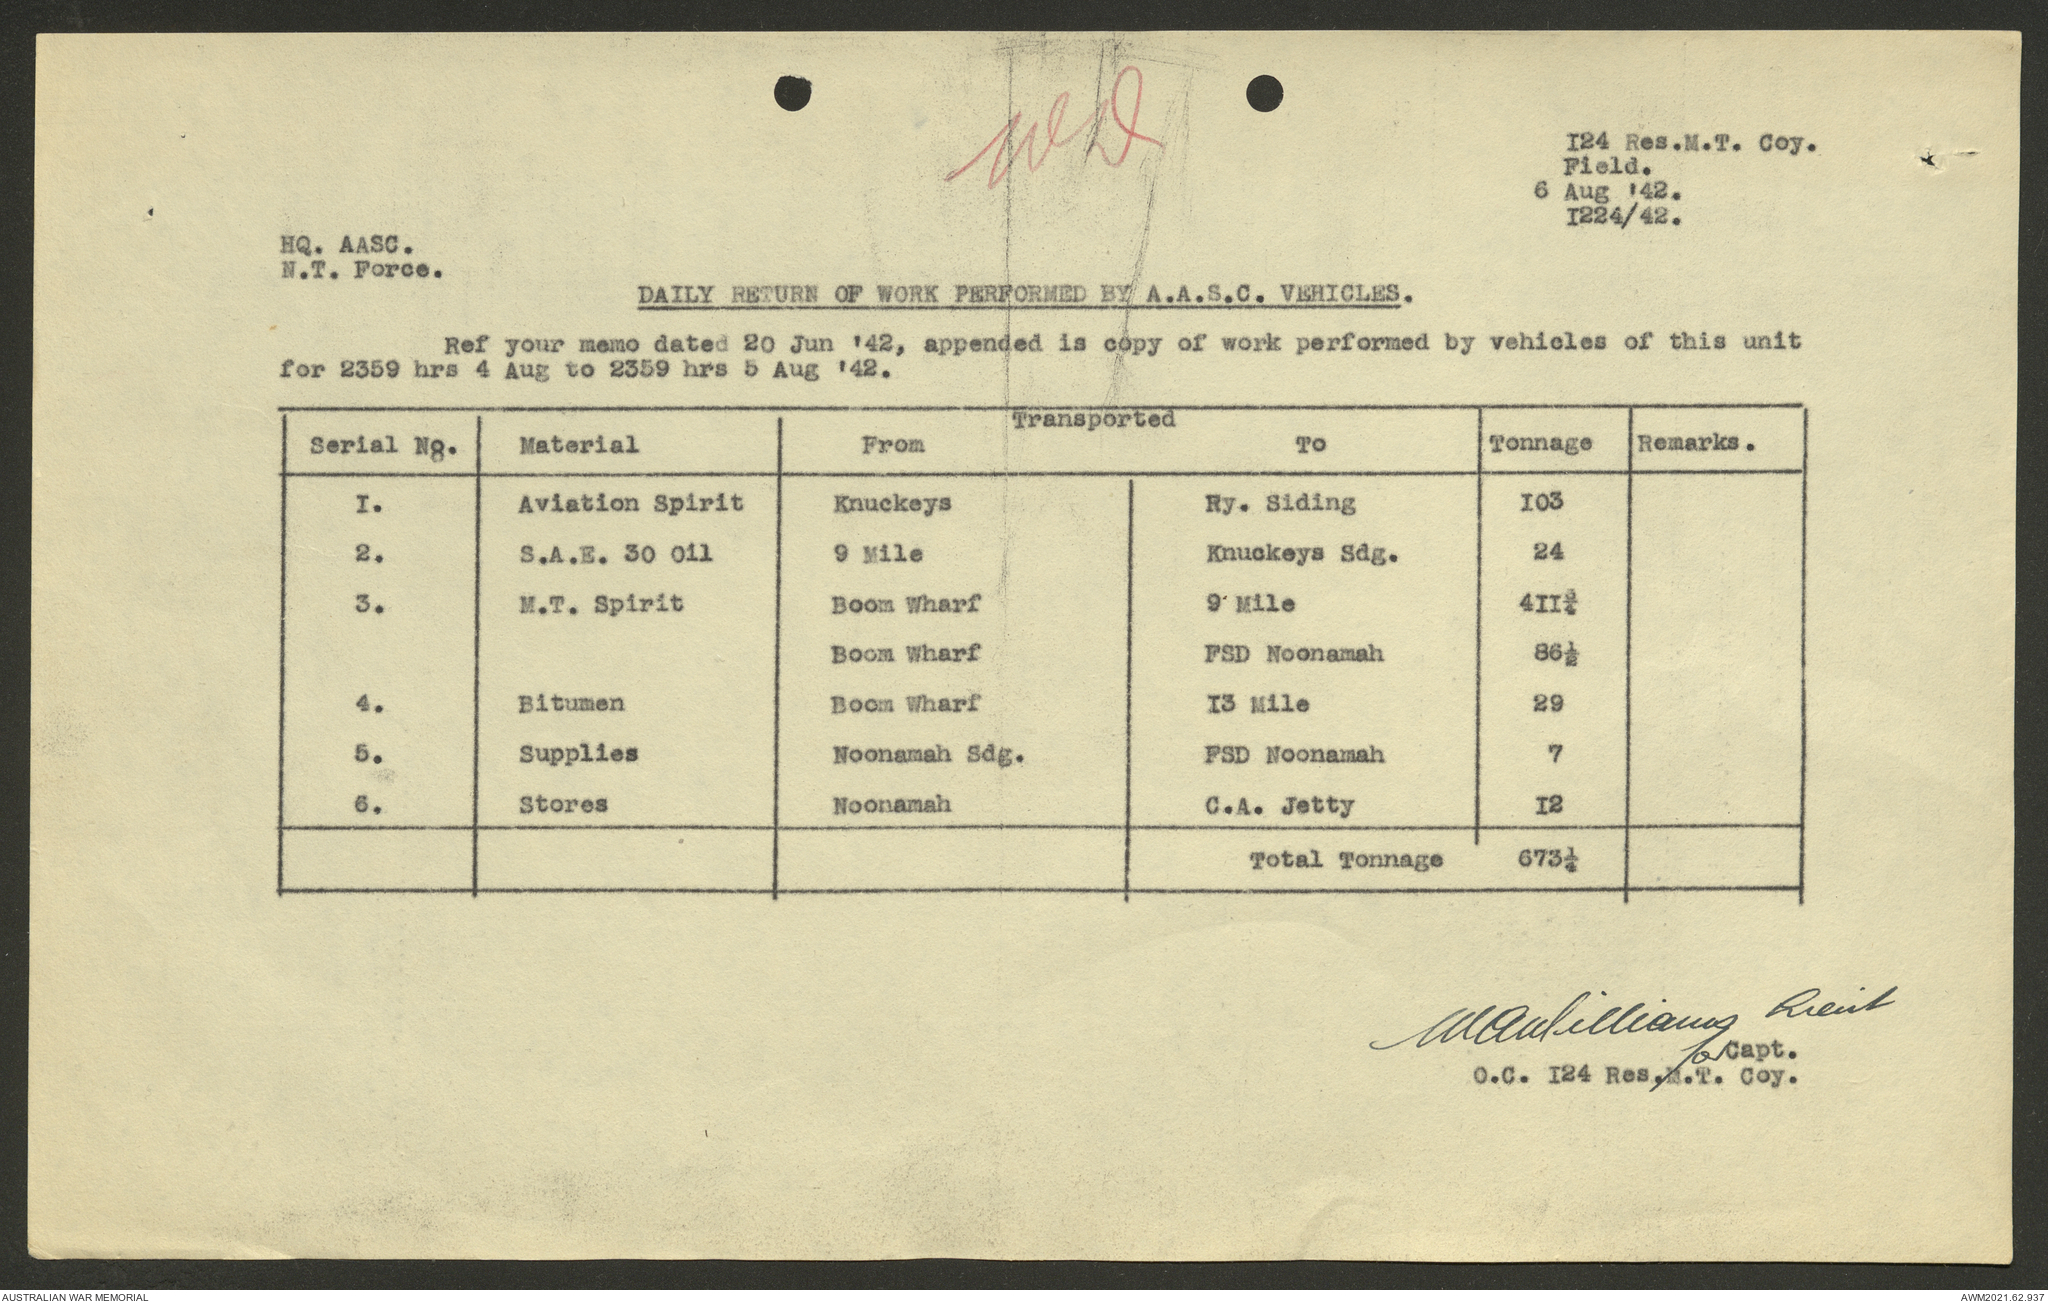 WD
I24 Res.M.T. Coy.
Field.
6 Aug '42.
I224/42.
HQ. AASC.
N.T. Force.
DAILY RETURN OF WORK PERFORMED BY A.A.S.C. VEHICLES.
Ref your memo dated 20 Jun '42, appended is copy of work performed by vehicles of this unit
for 2359 hrs 4 Aug to 2359 hrs 5 Aug '42.
Transported
Serial No. Material From To Tonnage Remarks.
I. Aviation Spirit Knuckeys Ry. Siding I03
2. S.A.E. 30 Oil 9 Mile Knuckeys Sdg. 24
3. M.T. Spirit Boom Wharf 9 Mile 4II¾
Boom Wharf FSD Noonamah 86½
4. Bitumen Boom Wharf I3 Mile 29
5. Supplies Noonamah Sdg. FSD Noonamah 7
6. Stores Noonamah C.A. Jetty I2
Total Tonnage 673¼
WAWilliams Lieut
for Capt.
O.C. I24 Res.M.T. Coy.
AUSTRALIAN WAR MEMORIAL
AWM2021.62.937